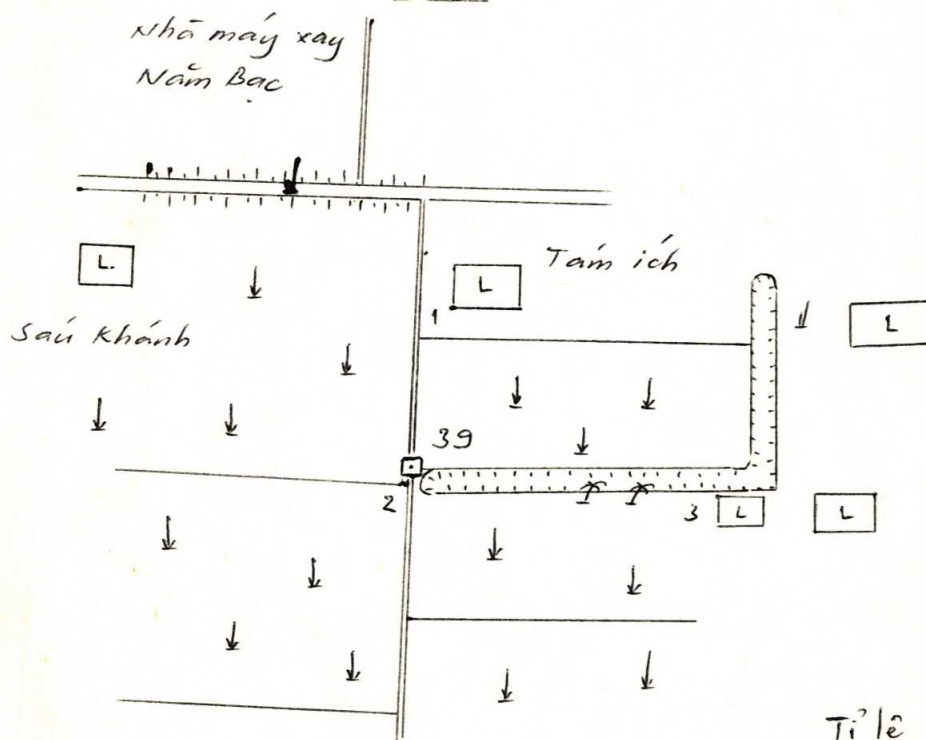 Nhà máy xay
Năm Bạc
L.
L
Tám ích
L
Sáu Khánh
1
39
2
3
L
L
Tỉ lệ